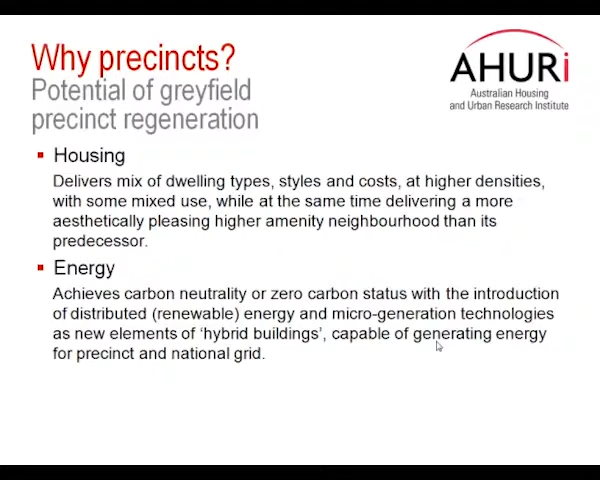 Why precincts?
Potential of greyfield
precinct regeneration
AHURi
Australian Housing
and Urban Research Institute
Housing
Delivers mix of dwelling types, styles and costs, at higher densities,
with some mixed use, while at the same time delivering a more
aesthetically pleasing higher amenity neighbourhood than its
predecessor.
Energy
Achieves carbon neutrality or zero carbon status with the introduction
of distributed (renewable) energy and micro-generation technologies
as new elements of ‘hybrid buildings’, capable of generating energy
for precinct and national grid.